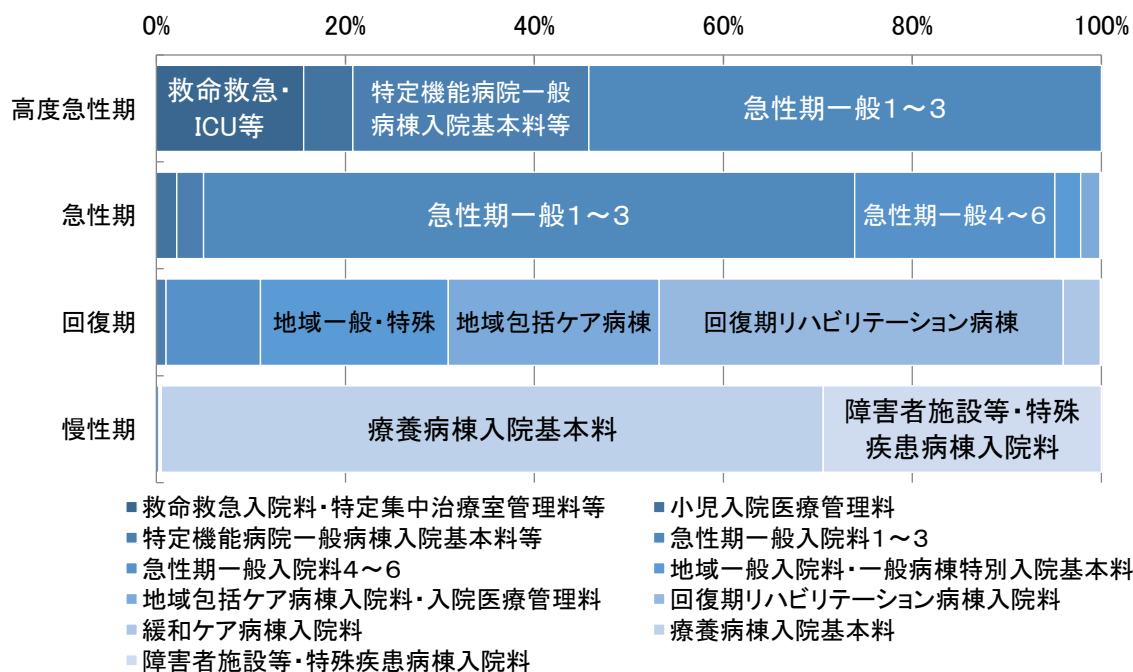 0% 20% 40% 60% 80% 100%
高度急性期
救命救急・
ICU等
特定機能病院一般
病棟入院基本料等
急性期一般1～3
急性期
急性期一般1～3
急性期一般4～6
回復期
地域一般・特殊
地域包括ケア病棟
回復期リハビリテーション病棟
慢性期
療養病棟入院基本料
障害者施設等・特殊
疾患病棟入院料
救命救急入院料・特定集中治療室管理料等
小児入院医療管理料
特定機能病院一般病棟入院基本料等
急性期一般入院料1～3
急性期一般入院料4～6
地域一般入院料・一般病棟特別入院基本料
地域包括ケア病棟入院料・入院医療管理料
回復期リハビリテーション病棟入院料
緩和ケア病棟入院料
療養病棟入院基本料
障害者施設等・特殊疾患病棟入院料